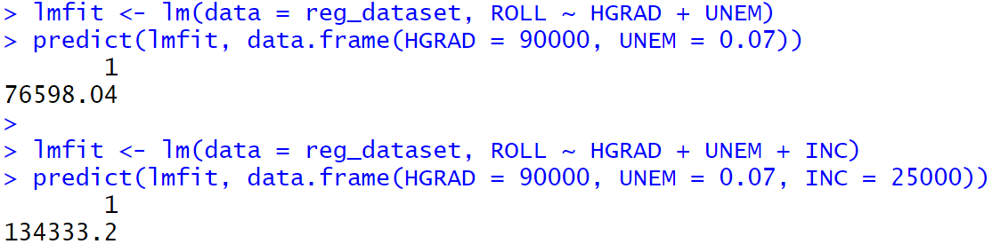 > lmfit <- lm(data = reg_dataset, ROLL ~ HGRAD + UNEM)
> predict(lmfit, data.frame(HGRAD = 90000, UNEM = 0.07))
       1
76598.04
>
> lmfit <- lm(data = reg_dataset, ROLL ~ HGRAD + UNEM + INC)
> predict(lmfit, data.frame(HGRAD = 90000, UNEM = 0.07, INC = 25000))
       1
134333.2